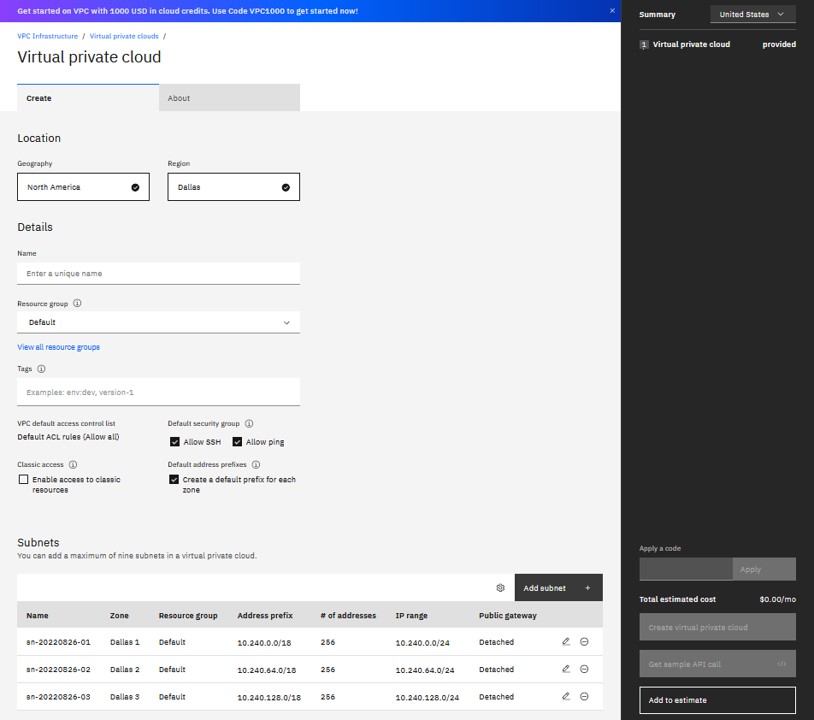 Get started on VPC with 1000 USD in cloud credits. Use Code VPC1000 to get started now!
VPC Infrastructure / Virtual private clouds /
Virtual private cloud
Create
About
Location
Geography
Region
North America
Dallas
Details
Name
Enter a unique name
Resource group
Default
View all resource groups
Tags
Examples: env:dev, version-1
VPC default access control list
Default ACL rules (Allow all)
Default security group
Allow SSH
Allow ping
Classic access
Enable access to classic
resources
Default address prefixes
Create a default prefix for each
zone
Subnets
You can add a maximum of nine subnets in a virtual private cloud.
Add subnet +
Name Zone Resource group Address prefix # of addresses IP range Public gateway
sn-20220826-01 Dallas 1 Default 10.240.0.0/18 256 10.240.0.0/24 Detached
sn-20220826-02 Dallas 2 Default 10.240.64.0/18 256 10.240.64.0/24 Detached
sn-20220826-03 Dallas 3 Default 10.240.128.0/18 256 10.240.128.0/24 Detached
Summary
United States
1 Virtual private cloud provided
Apply a code
Apply
Total estimated cost $0.00/mo
Create virtual private cloud
Get sample API call
Add to estimate